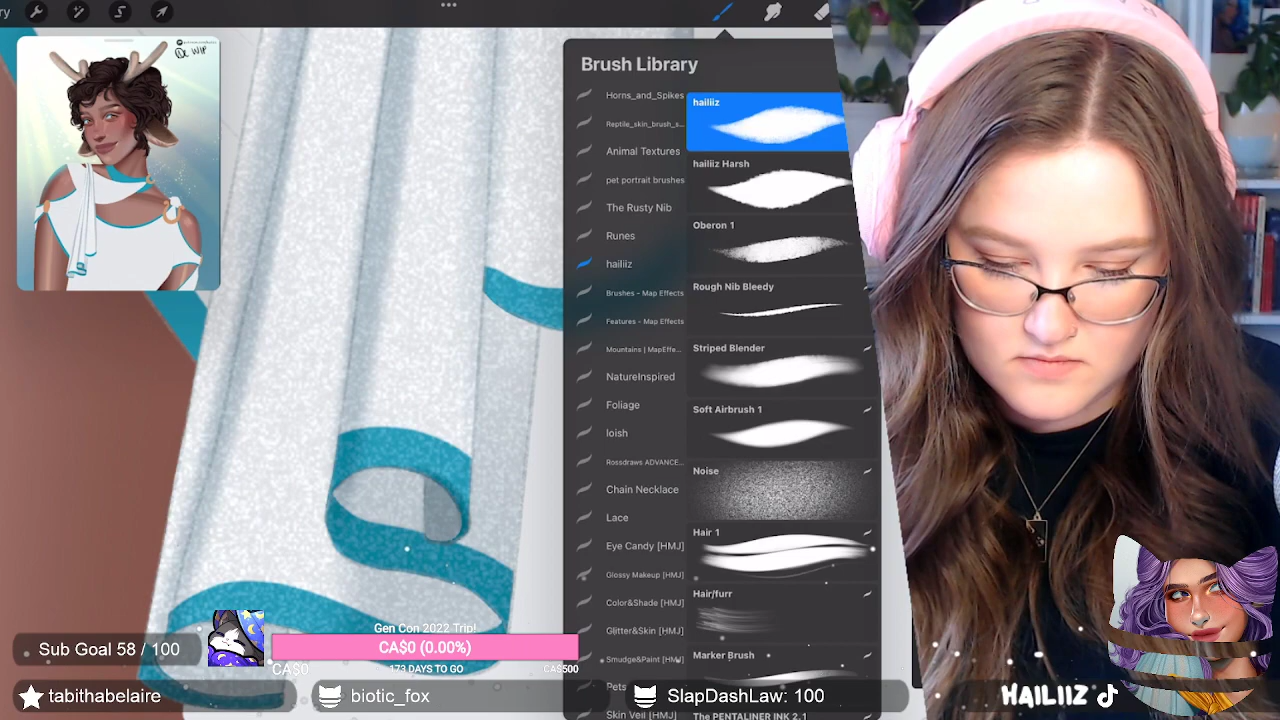 ry
DC WIP
Brush Library
Horns_and_Spikes
Reptile_skin_brush_s...
Animal Textures
pet portrait brushes
The Rusty Nib
Runes
hailiiz
Brushes - Map Effects
Features - Map Effects
Mountains | MapEffe...
NatureInspired
Foliage
loish
Rossdraws ADVANCE...
Chain Necklace
Lace
Eye Candy [HMJ]
Glossy Makeup [HMJ]
Color&Shade [HMJ]
Glitter&Skin [HMJ]
Smudge&Paint [HMJ]
Pets
Skin Veil [HMJ]
hailiiz
hailiiz Harsh
Oberon 1
Rough Nib Bleedy
Striped Blender
Soft Airbrush 1
Noise
Hair 1
Hair/furr
Marker Brush
The PENTALINER INK 2.1
Sub Goal 58 / 100
Gen Con 2022 Trip!
CA$0 (0.00%)
CA$0
173 DAYS TO GO
CA$500
tabithabelaire
biotic_fox
SlapDashLaw: 100
HAILIIZ